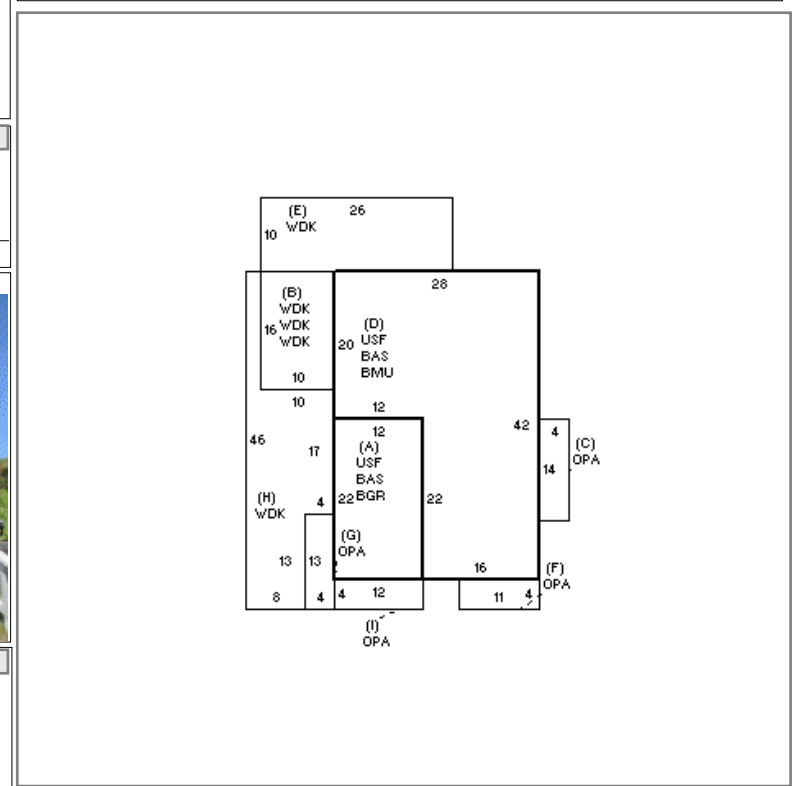 (E)
26
WDK
10
28
(B)
WDK
WDK
WDK
16
(D)
USF
BAS
BMU
20
10
10
12
12
42
4
(C)
OPA
14
46
17
(A)
USF
BAS
BGR
22
22
4
(H)
WDK
(G)
OPA
13
13
16
(F)
OPA
8
4
4
12
11
4
(I)
OPA